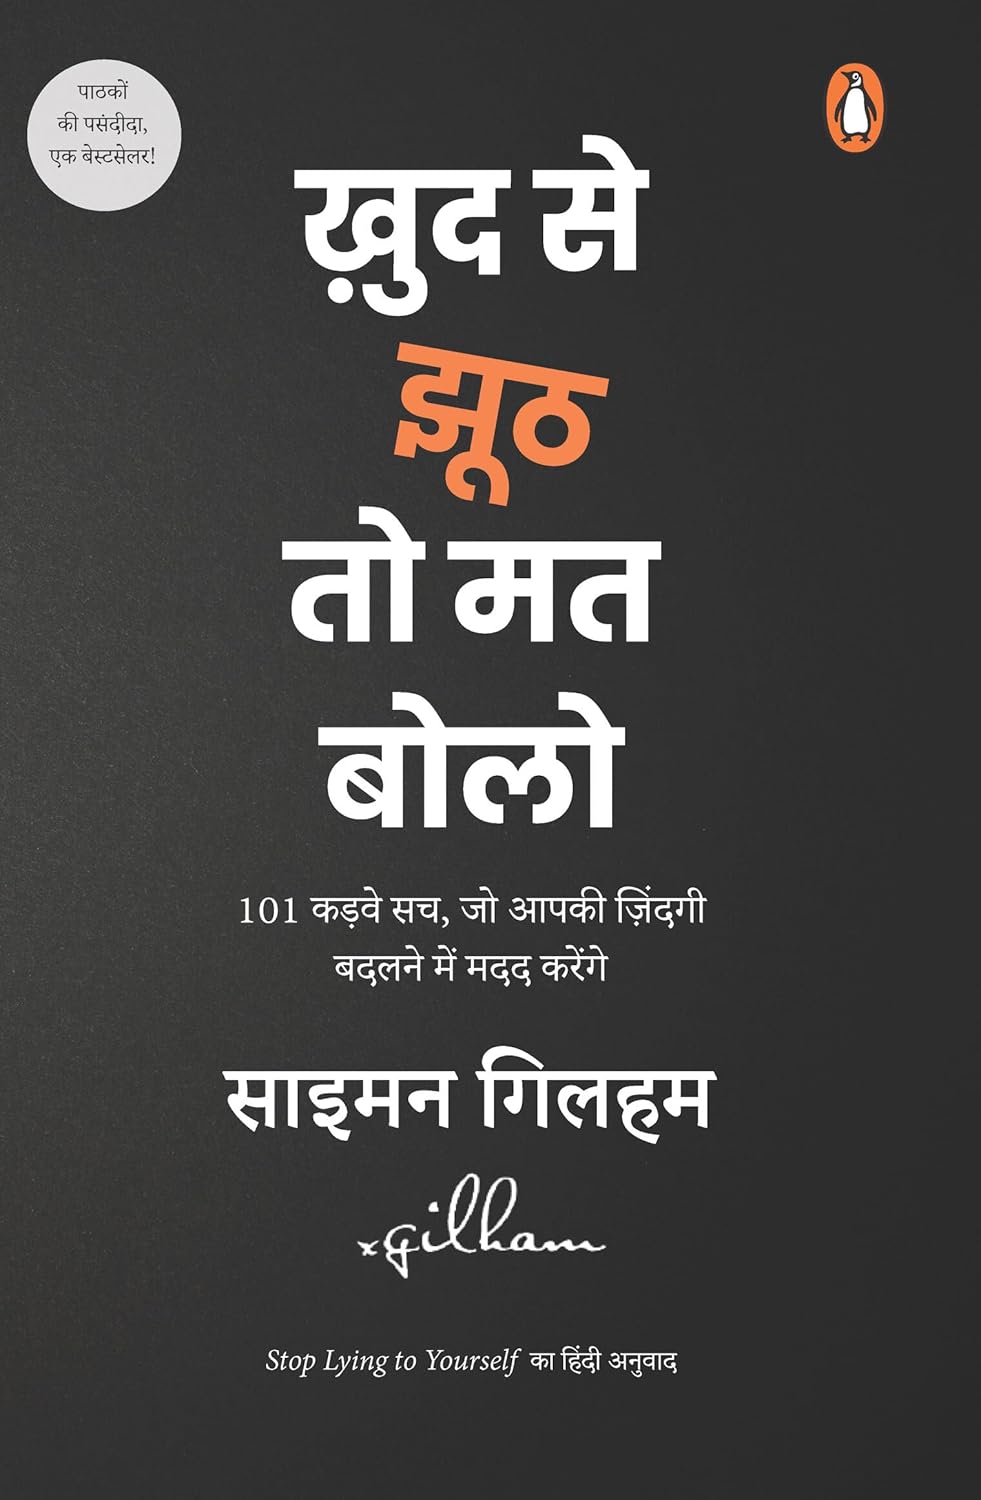 पाठकों
की पसंदीदा,
एक बेस्टसेलर!
ख़ुद से
झूठ
तो मत
बोलो
101 कड़वे सच, जो आपकी ज़िंदगी
बदलने में मदद करेंगे
साइमन गिलहम
xgilham
Stop Lying to Yourself का हिंदी अनुवाद